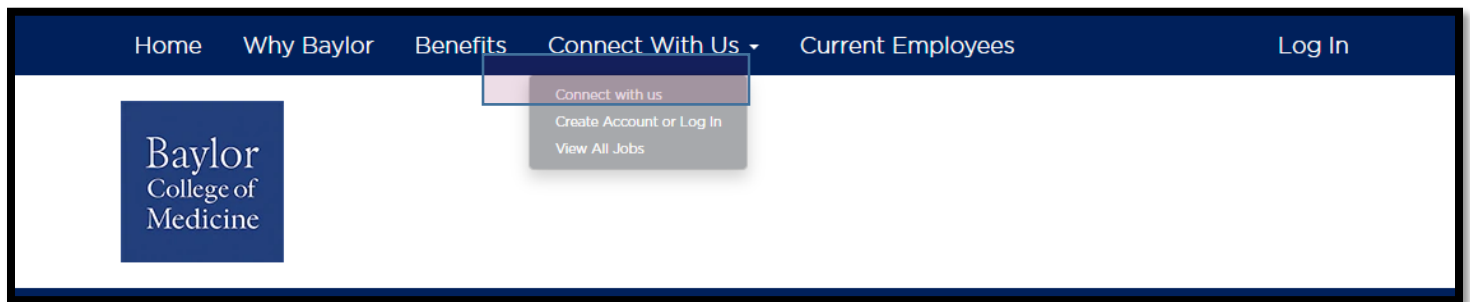 Home Why Baylor Benefits Connect With Us Current Employees Log In
Connect with us
Create Account or Log In
View All Jobs
Baylor
College of
Medicine